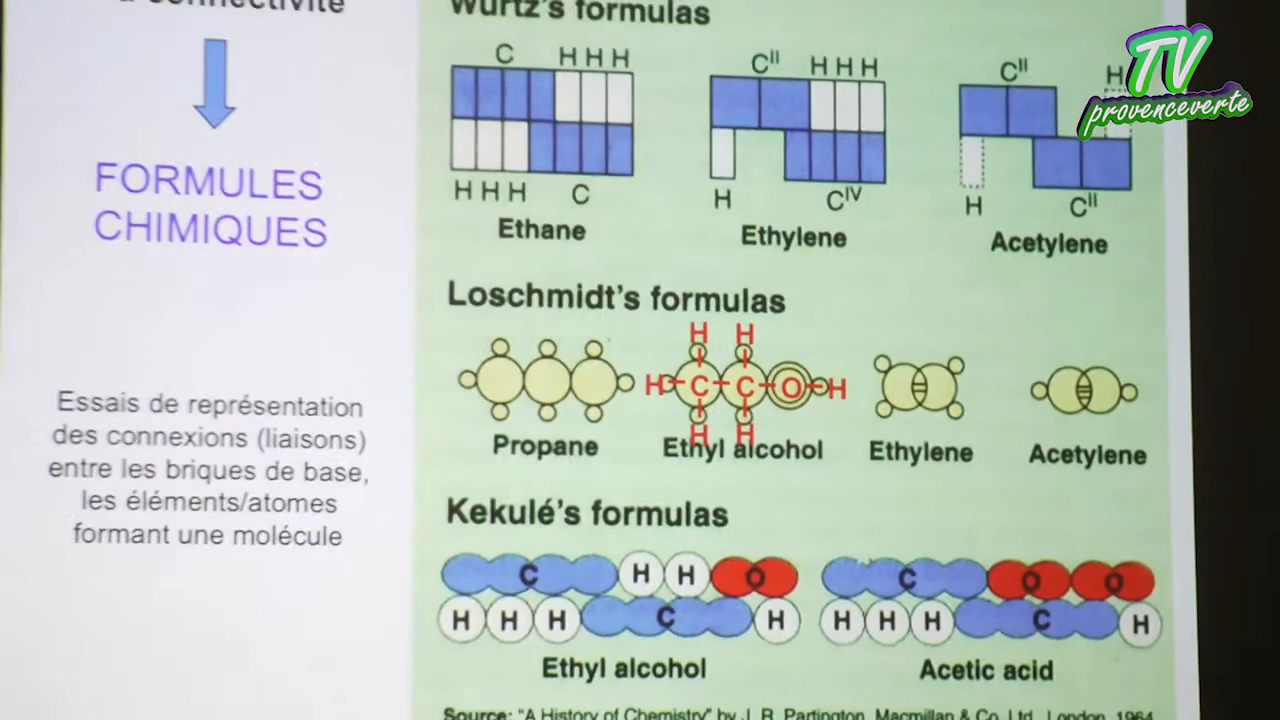 connectivité
FORMULES
CHIMIQUES
Essais de représentation
des connexions (liaisons)
entre les briques de base,
les éléments/atomes
formant une molécule
Wurtz's formulas
C H H H
H H H C
Ethane
C^II H H H
H C^IV
Ethylene
C^II H
H C^II
Acetylene
Loschmidt's formulas
Propane
H H
H C C O H
H H
Ethyl alcohol
Ethylene
Acetylene
Kekulé's formulas
C H H O
H H H C H
Ethyl alcohol
C O O
H H H C H
Acetic acid
Source: "A History of Chemistry" by J. R. Partington, Macmillan & Co. Ltd., London, 1964
TV
provenceverte